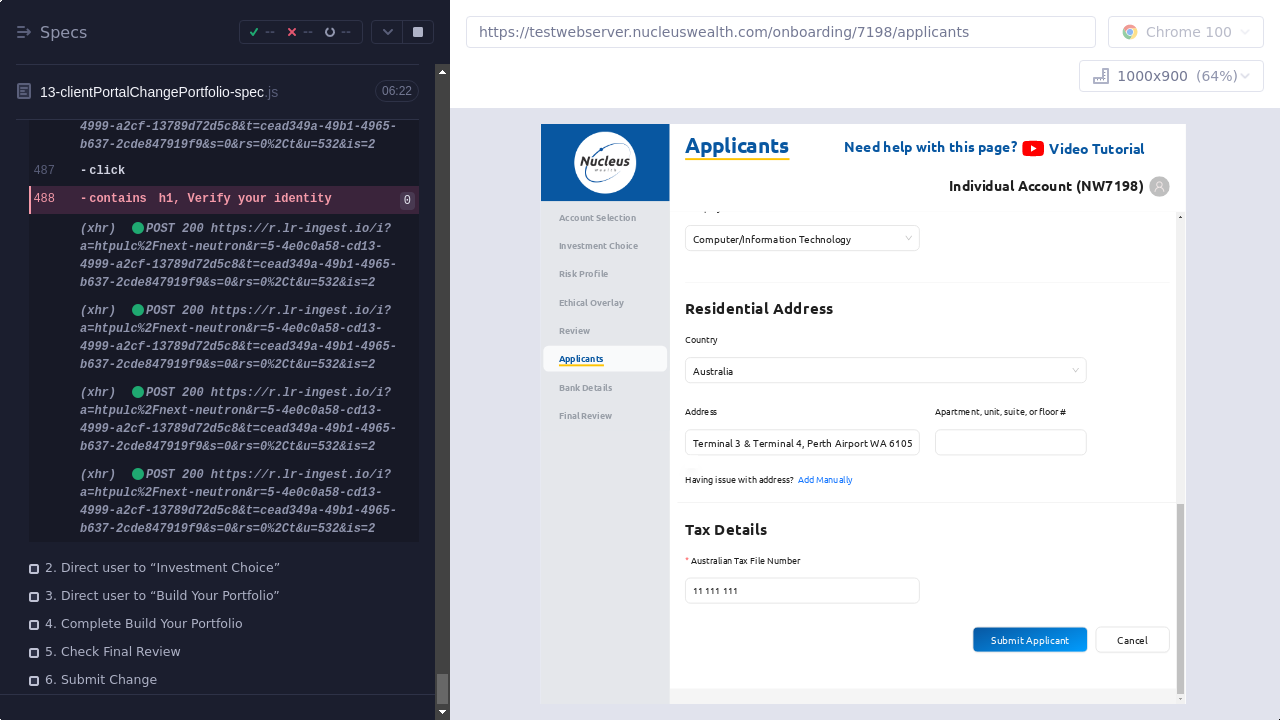 Specs
--
--
--
13-clientPortalChangePortfolio-spec.js
06:22
4999-a2cf-13789d72d5c8&t=cead349a-49b1-4965-
b637-2cde847919f9&s=0&rs=0%2Ct&u=532&is=2
487 -click
488 -contains h1, Verify your identity 0
(xhr) POST 200 https://r.lr-ingest.io/i?
a=htpulc%2Fnext-neutron&r=5-4e0c0a58-cd13-
4999-a2cf-13789d72d5c8&t=cead349a-49b1-4965-
b637-2cde847919f9&s=0&rs=0%2Ct&u=532&is=2
(xhr) POST 200 https://r.lr-ingest.io/i?
a=htpulc%2Fnext-neutron&r=5-4e0c0a58-cd13-
4999-a2cf-13789d72d5c8&t=cead349a-49b1-4965-
b637-2cde847919f9&s=0&rs=0%2Ct&u=532&is=2
(xhr) POST 200 https://r.lr-ingest.io/i?
a=htpulc%2Fnext-neutron&r=5-4e0c0a58-cd13-
4999-a2cf-13789d72d5c8&t=cead349a-49b1-4965-
b637-2cde847919f9&s=0&rs=0%2Ct&u=532&is=2
(xhr) POST 200 https://r.lr-ingest.io/i?
a=htpulc%2Fnext-neutron&r=5-4e0c0a58-cd13-
4999-a2cf-13789d72d5c8&t=cead349a-49b1-4965-
b637-2cde847919f9&s=0&rs=0%2Ct&u=532&is=2
2. Direct user to “Investment Choice”
3. Direct user to “Build Your Portfolio”
4. Complete Build Your Portfolio
5. Check Final Review
6. Submit Change
https://testwebserver.nucleuswealth.com/onboarding/7198/applicants
Chrome 100
1000x900 (64%)
Nucleus
Wealth
Account Selection
Investment Choice
Risk Profile
Ethical Overlay
Review
Applicants
Bank Details
Final Review
Applicants
Need help with this page? Video Tutorial
Individual Account (NW7198)
Computer/Information Technology
Residential Address
Country
Australia
Address
Apartment, unit, suite, or floor #
Terminal 3 & Terminal 4, Perth Airport WA 6105
Having issue with address? Add Manually
Tax Details
* Australian Tax File Number
11 111 111
Submit Applicant
Cancel